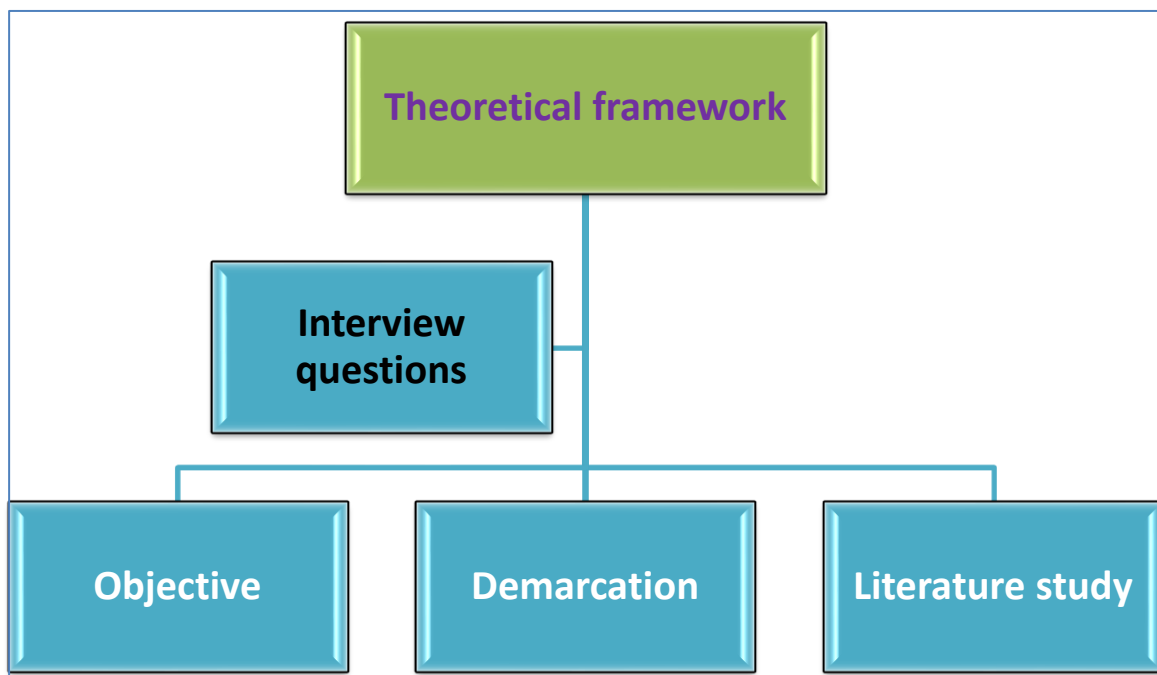 Theoretical framework
Interview
questions
Objective
Demarcation
Literature study